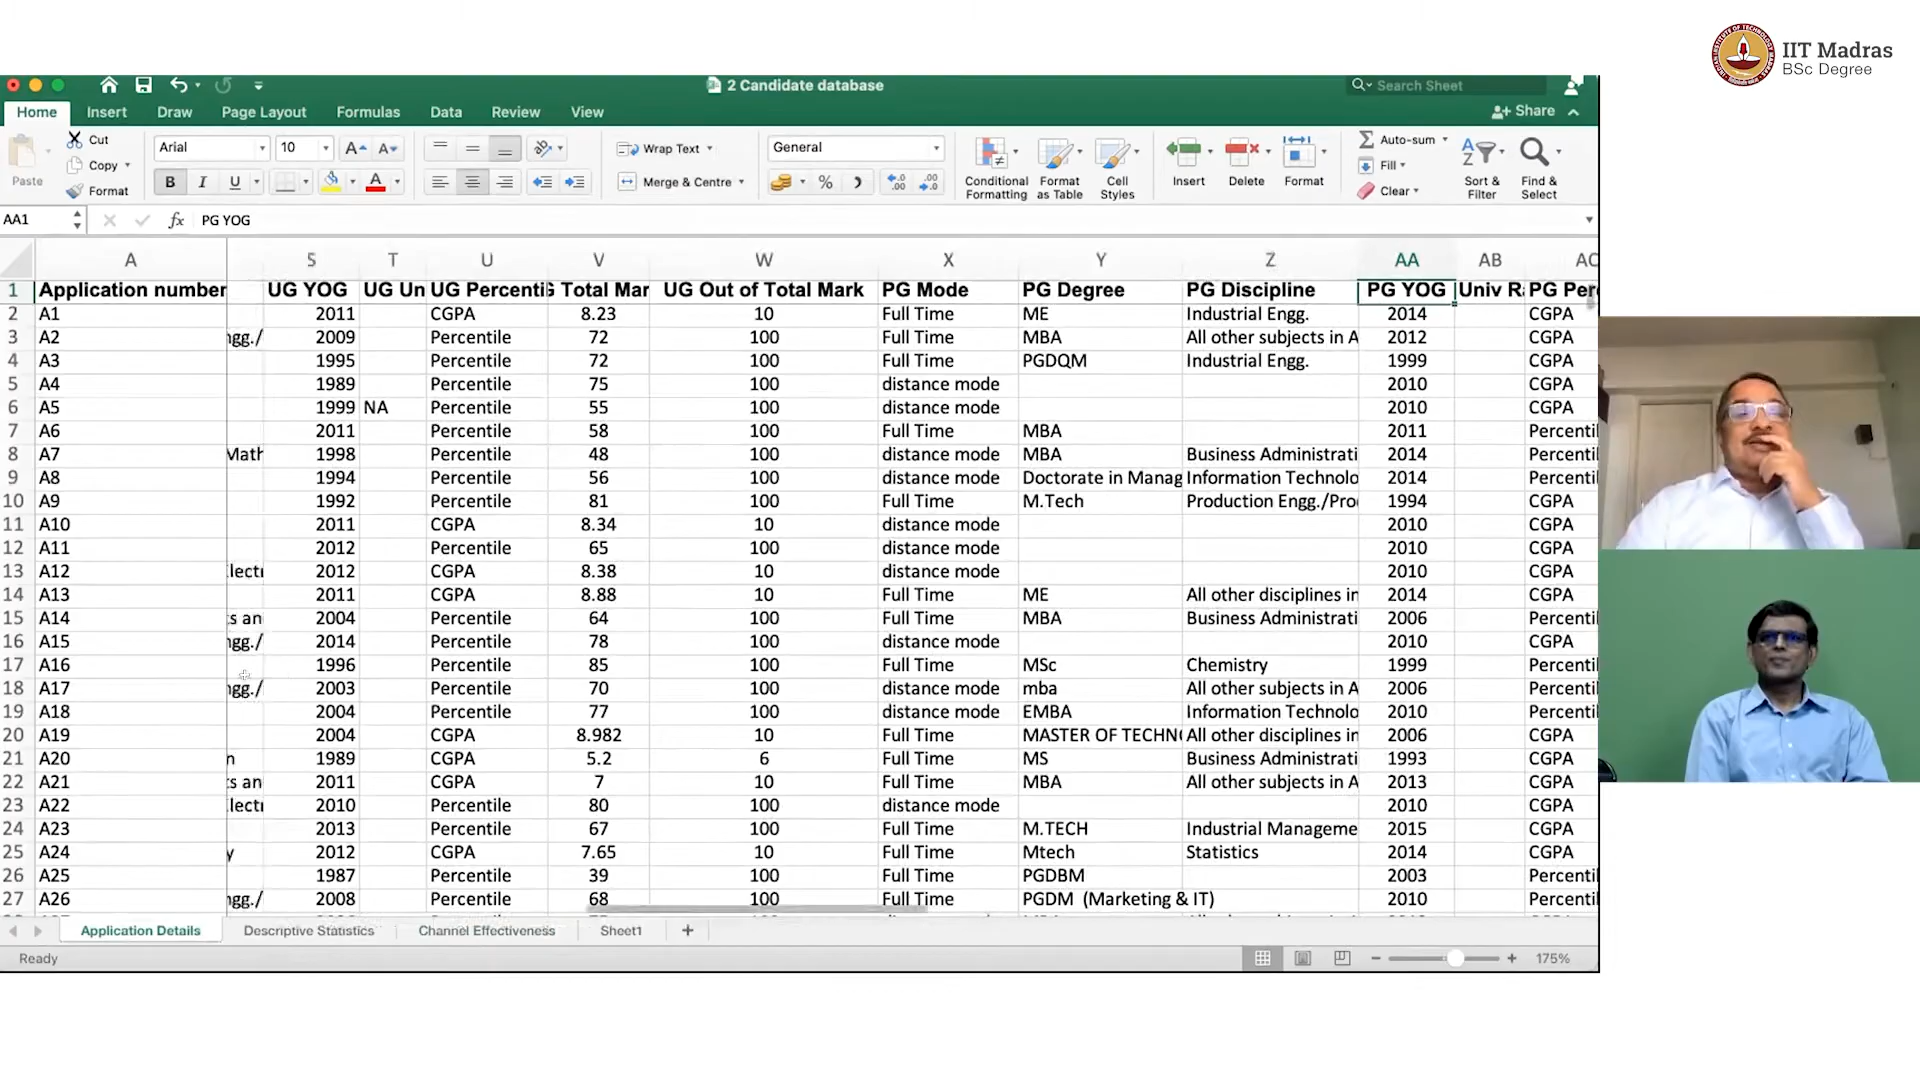 IIT Madras
BSc Degree
2 Candidate database
Search Sheet
Home Insert Draw Page Layout Formulas Data Review View
Share
Paste
Cut
Copy
Format
Arial 10
B I U
Wrap Text
Merge & Centre
General
Conditional Formatting
Format as Table
Cell Styles
Insert
Delete
Format
Auto-sum
Fill
Clear
Sort & Filter
Find & Select
AA1 fx PG YOG
A S T U V W X Y Z AA AB AC
1 Application number UG YOG UG Un UG Percenti G Total Mar UG Out of Total Mark PG Mode PG Degree PG Discipline PG YOG Univ R PG Per
2 A1 2011 CGPA 8.23 10 Full Time ME Industrial Engg. 2014 CGPA
3 A2 ngg./ 2009 Percentile 72 100 Full Time MBA All other subjects in A 2012 CGPA
4 A3 1995 Percentile 72 100 Full Time PGDQM Industrial Engg. 1999 CGPA
5 A4 1989 Percentile 75 100 distance mode 2010 CGPA
6 A5 1999 NA Percentile 55 100 distance mode 2010 CGPA
7 A6 2011 Percentile 58 100 Full Time MBA 2011 Percentil
8 A7 Math 1998 Percentile 48 100 distance mode MBA Business Administrati 2014 Percentil
9 A8 1994 Percentile 56 100 distance mode Doctorate in Manag Information Technolo 2014 Percentil
10 A9 1992 Percentile 81 100 Full Time M.Tech Production Engg./Pro 1994 CGPA
11 A10 2011 CGPA 8.34 10 distance mode 2010 CGPA
12 A11 2012 Percentile 65 100 distance mode 2010 CGPA
13 A12 lectr 2012 CGPA 8.38 10 distance mode 2010 CGPA
14 A13 2011 CGPA 8.88 10 Full Time ME All other disciplines in 2014 CGPA
15 A14 ts an 2004 Percentile 64 100 Full Time MBA Business Administrati 2006 Percentil
16 A15 ngg./ 2014 Percentile 78 100 distance mode 2010 CGPA
17 A16 1996 Percentile 85 100 Full Time MSc Chemistry 1999 Percentil
18 A17 ngg./ 2003 Percentile 70 100 distance mode mba All other subjects in A 2006 Percentil
19 A18 2004 Percentile 77 100 distance mode EMBA Information Technolo 2010 Percentil
20 A19 2004 CGPA 8.982 10 Full Time MASTER OF TECHN All other disciplines in 2006 CGPA
21 A20 n 1989 CGPA 5.2 6 Full Time MS Business Administrati 1993 CGPA
22 A21 ts an 2011 CGPA 7 10 Full Time MBA All other subjects in A 2013 CGPA
23 A22 lectr 2010 Percentile 80 100 distance mode 2010 CGPA
24 A23 2013 Percentile 67 100 Full Time M.TECH Industrial Manageme 2015 CGPA
25 A24 y 2012 CGPA 7.65 10 Full Time Mtech Statistics 2014 CGPA
26 A25 1987 Percentile 39 100 Full Time PGDBM 2003 Percentil
27 A26 ngg./ 2008 Percentile 68 100 Full Time PGDM (Marketing & IT) 2010 Percentil
Application Details Descriptive Statistics Channel Effectiveness Sheet1
Ready 175%